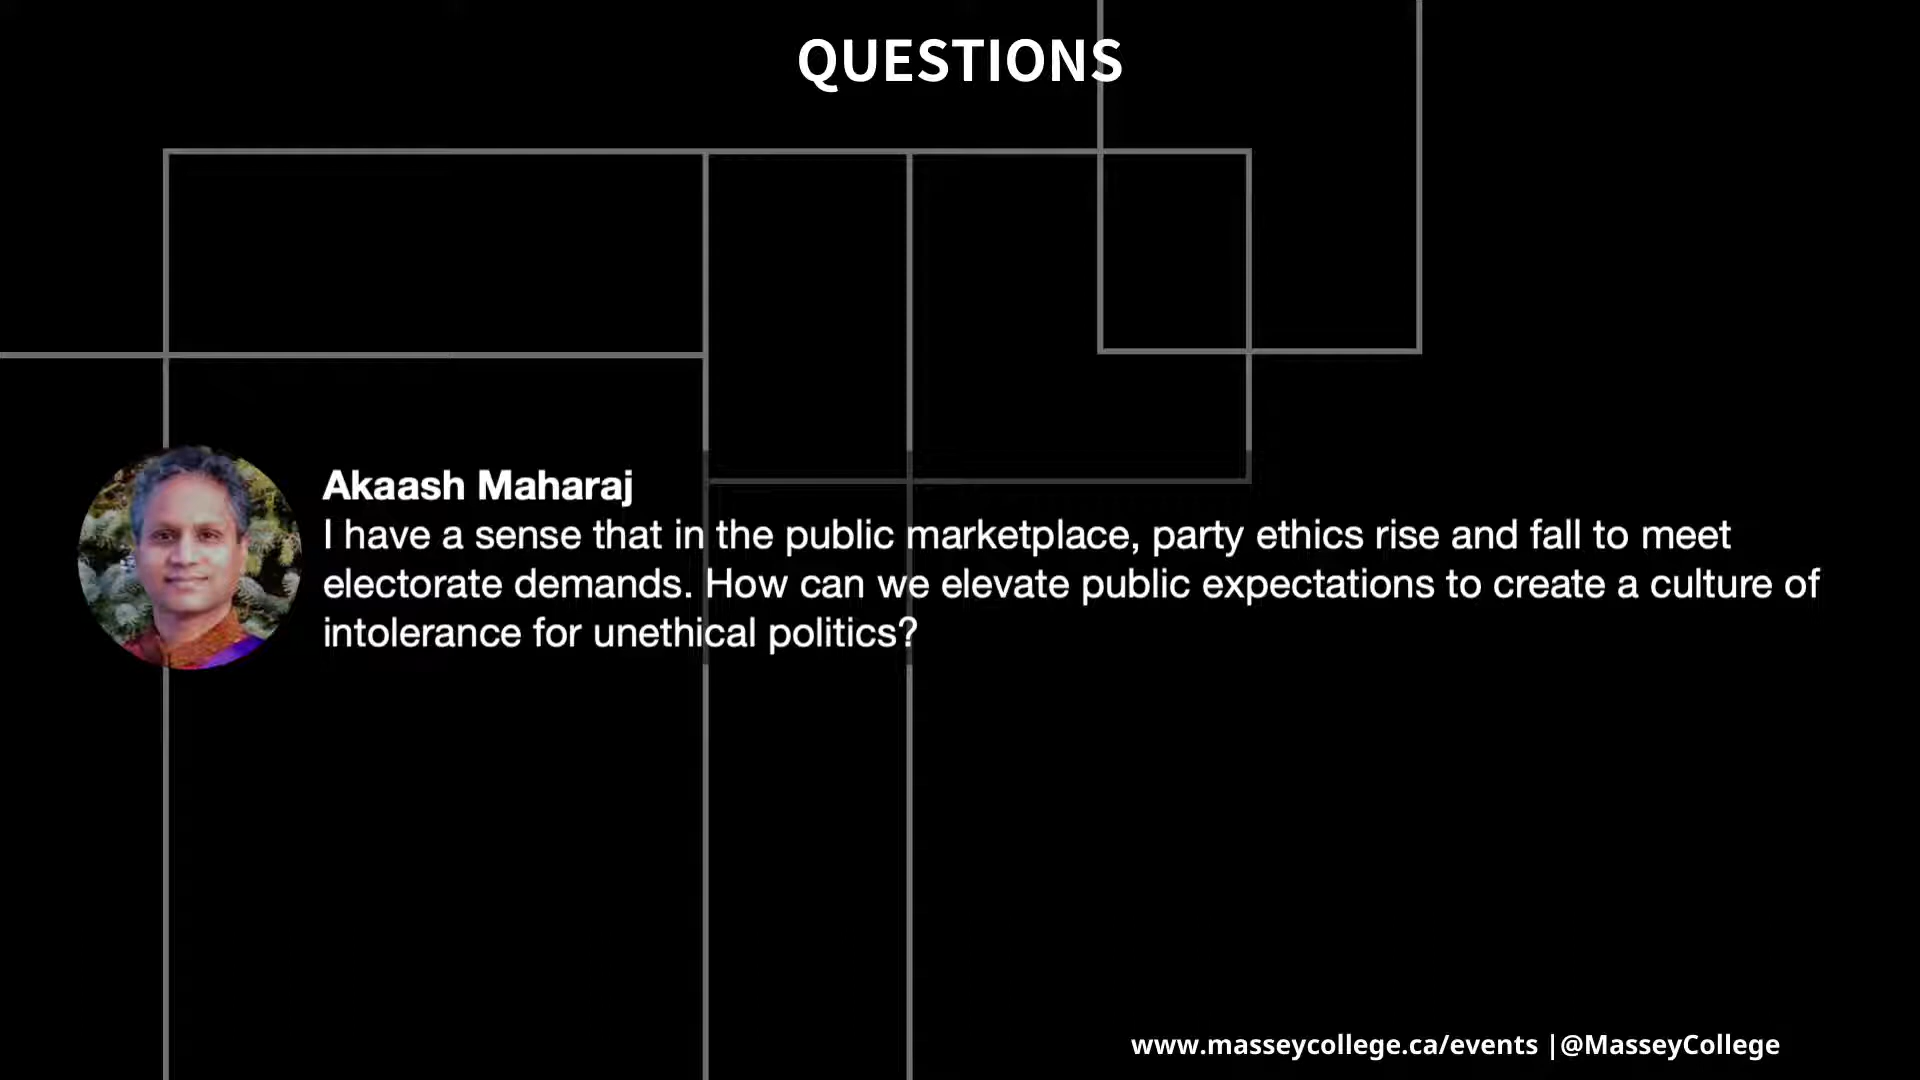 QUESTIONS
Akaash Maharaj
I have a sense that in the public marketplace, party ethics rise and fall to meet
electorate demands. How can we elevate public expectations to create a culture of
intolerance for unethical politics?
www.masseycollege.ca/events |@MasseyCollege